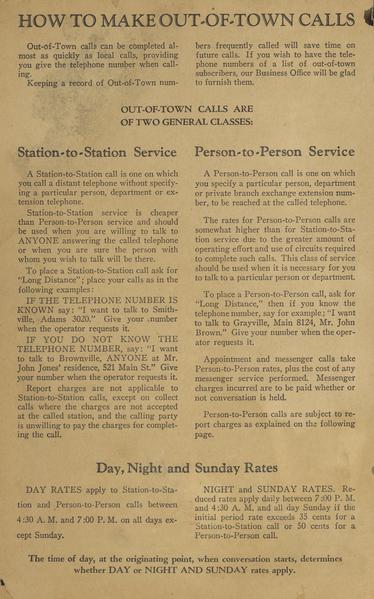 HOW TO MAKE OUT-OF-TOWN CALLS
Out-of-Town calls can be completed al-
most as quickly as local calls, providing
you give the telephone number when call-
ing.
Keeping a record of Out-of-Town num-
bers frequently called will save time on
future calls. If you wish to have the tele-
phone numbers of a list of out-of-town
subscribers, our Business Office will be glad
to furnish them.
OUT-OF-TOWN CALLS ARE
OF TWO GENERAL CLASSES:
Station-to-Station Service
A Station-to-Station call is one on which
you call a distant telephone without specify-
ing a particular person, department or ex-
tension telephone.
Station-to-Station service is cheaper
than Person-to-Person service and should
be used when you are willing to talk to
ANYONE answering the called telephone
or when you are sure the person with
whom you wish to talk will be there.
To place a Station-to-Station call ask for
"Long Distance"; place your calls as in the
following examples:
IF THE TELEPHONE NUMBER IS
KNOWN say: "I want to talk to Smith-
ville, Adams 3020." Give your number
when the operator requests it.
IF YOU DO NOT KNOW THE
TELEPHONE NUMBER, say: "I want
to talk to Brownville, ANYONE at Mr.
John Jones' residence, 521 Main St." Give
your number when the operator requests it.
Report charges are not applicable to
Station-to-Station calls, except on collect
calls where the charges are not accepted
at the called station, and the calling party
is unwilling to pay the charges for complet-
ing the call.
Person-to-Person Service
A Person-to-Person call is one on which
you specify a particular person, department
or private branch exchange extension num-
ber, to be reached at the called telephone.
The rates for Person-to-Person calls are
somewhat higher than for Station-to-Sta-
tion service due to the greater amount of
operating effort and use of circuits required
to complete such calls. This class of service
should be used when it is necessary for you
to talk to a particular person or department.
To place a Person-to-Person call, ask for
"Long Distance," then if you know the
telephone number, say for example; "I want
to talk to Grayville, Main 8124, Mr. John
Brown." Give your number when the oper-
ator requests it.
Appointment and messenger calls take
Person-to-Person rates, plus the cost of any
messenger service performed. Messenger
charges incurred are to be paid whether or
not conversation is held.
Person-to-Person calls are subject to re-
port charges as explained on the following
page.
Day, Night and Sunday Rates
DAY RATES apply to Station-to-Sta-
tion and Person-to-Person calls between
4:30 A. M. and 7:00 P. M. on all days ex-
cept Sunday.
NIGHT and SUNDAY RATES. Re-
duced rates apply daily between 7:00 P. M.
and 4:30 A. M. and all day Sunday if the
initial period rate exceeds 35 cents for a
Station-to-Station call or 50 cents for a
Person-to-Person call.
The time of day, at the originating point, when conversation starts, determines
whether DAY or NIGHT AND SUNDAY rates apply.